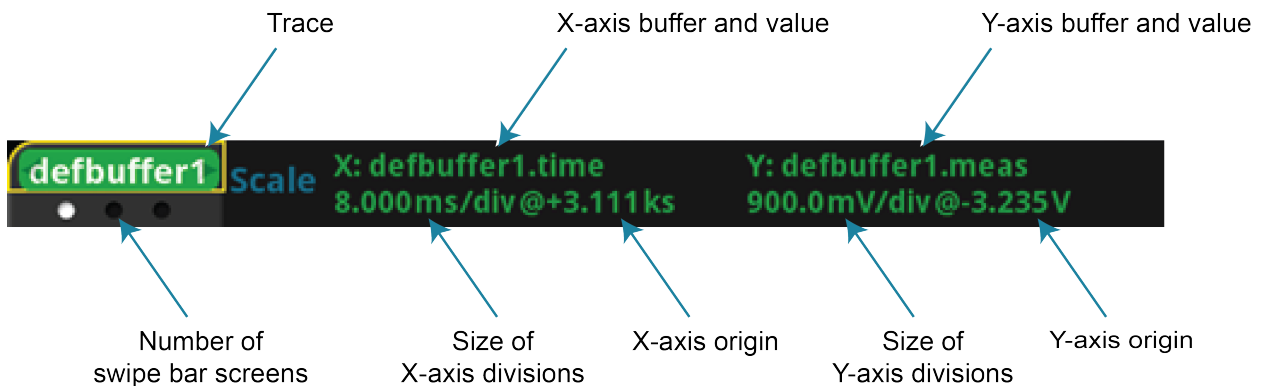 Trace
X-axis buffer and value
Y-axis buffer and value
defbuffer1
Scale
X: defbuffer1.time
8.000ms/div@+3.111ks
Y: defbuffer1.meas
900.0mV/div@-3.235V
Number of
swipe bar screens
Size of
X-axis divisions
X-axis origin
Size of
Y-axis divisions
Y-axis origin